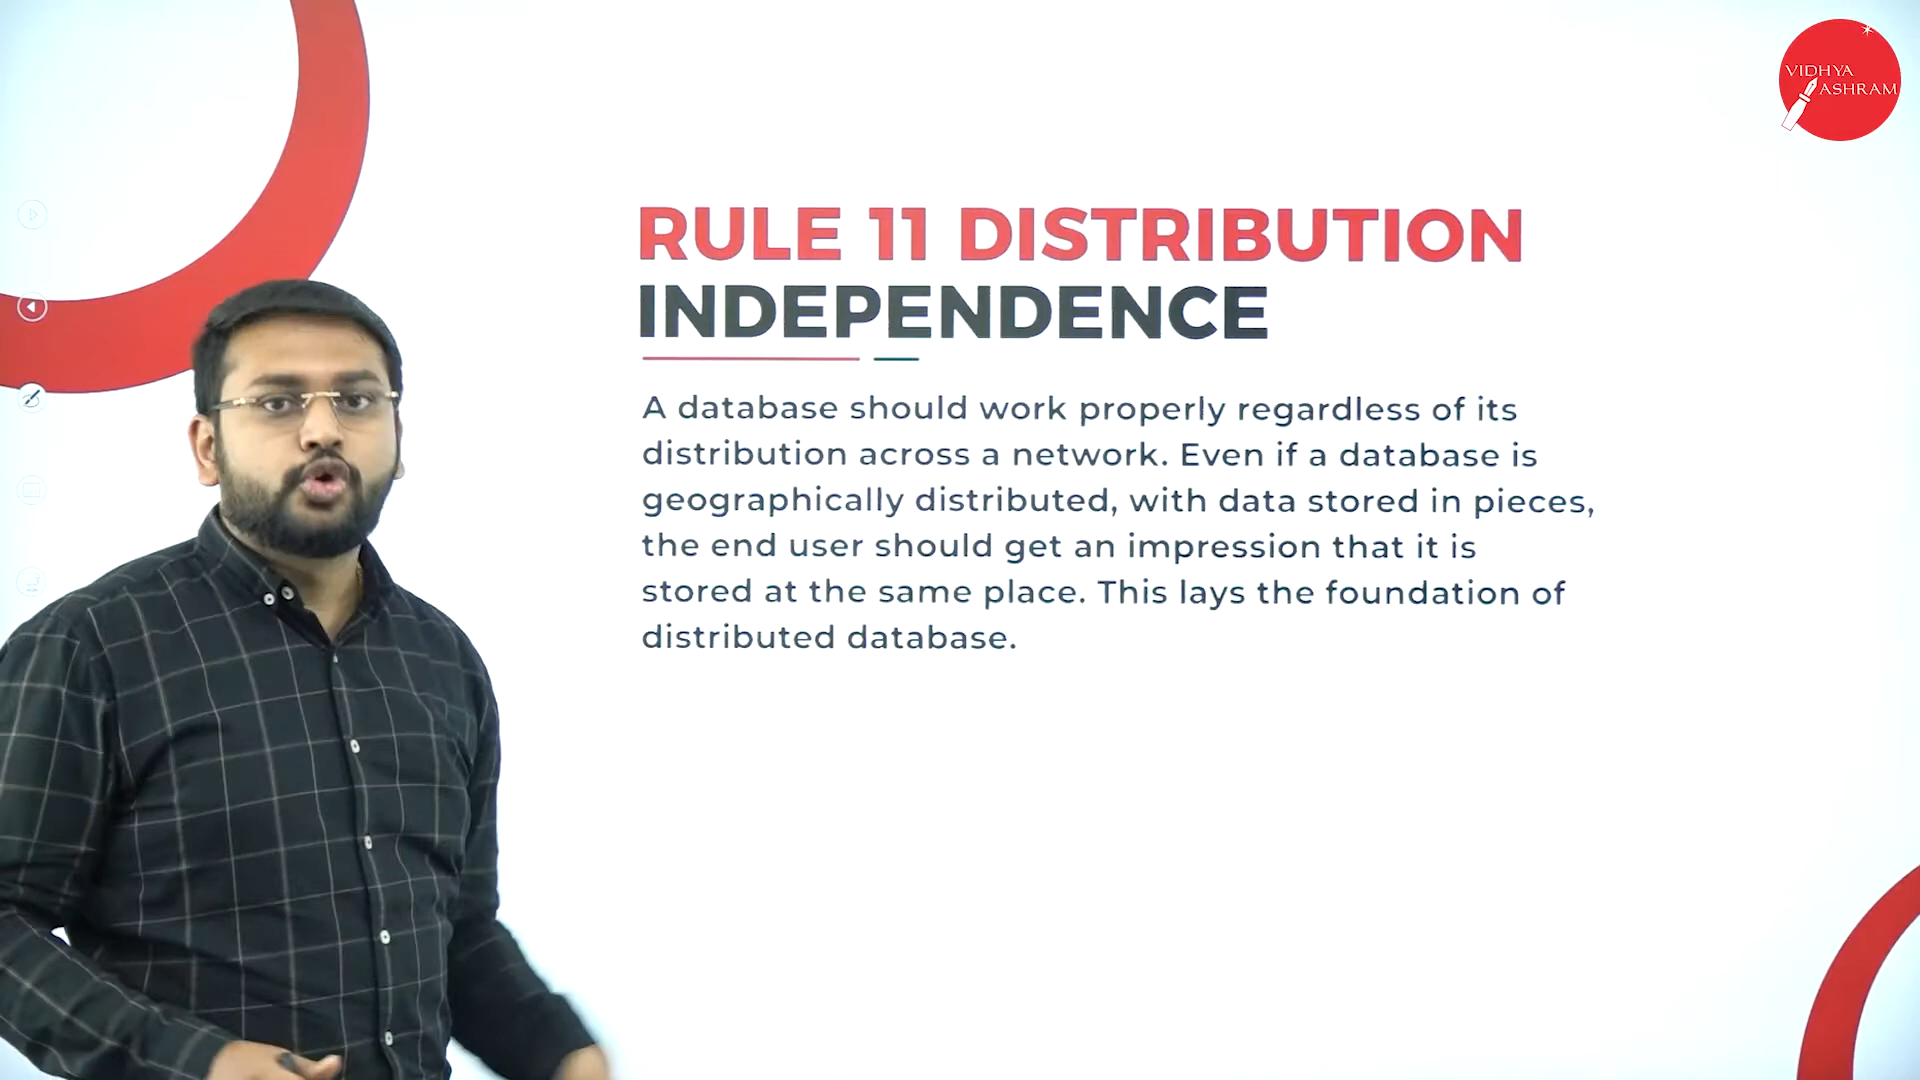 VIDHYA
ASHRAM
RULE 11 DISTRIBUTION
INDEPENDENCE
A database should work properly regardless of its
distribution across a network. Even if a database is
geographically distributed, with data stored in pieces,
the end user should get an impression that it is
stored at the same place. This lays the foundation of
distributed database.